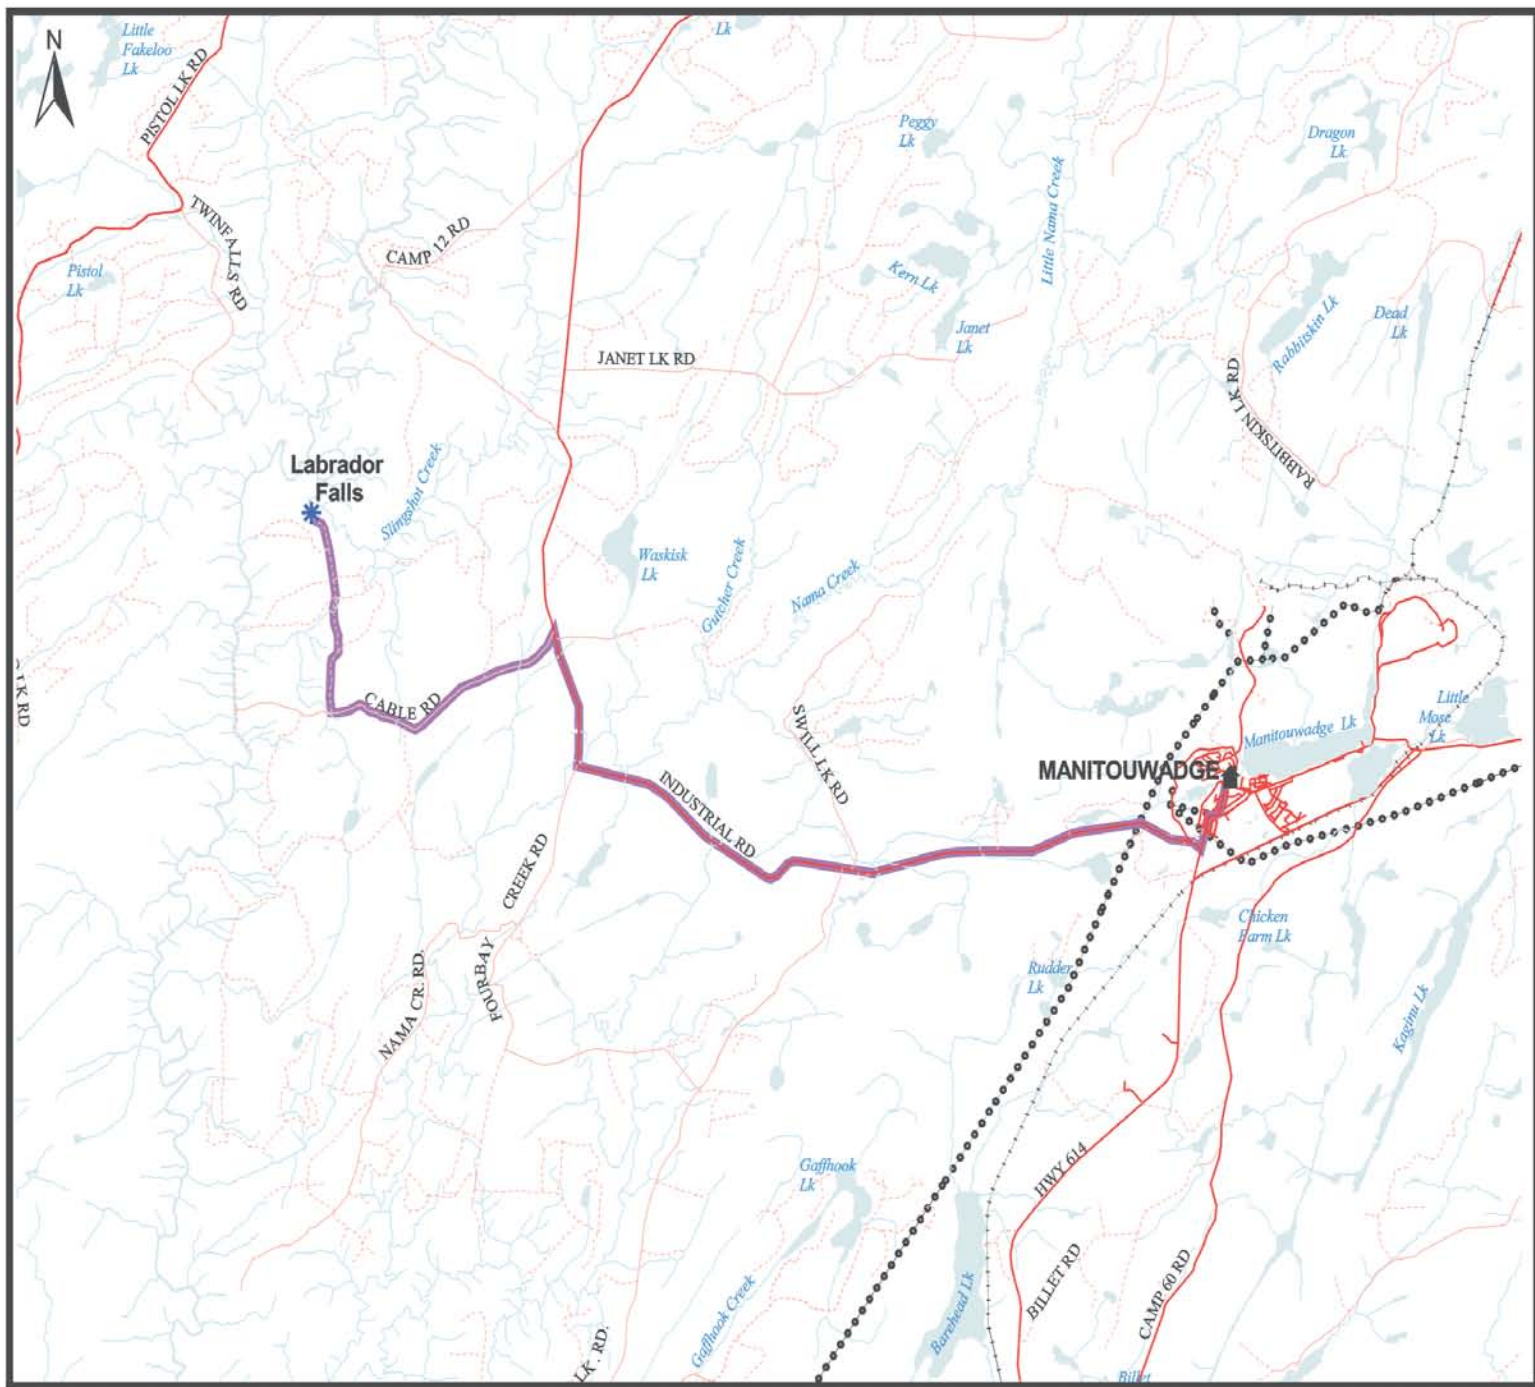 Little
Fakeloo
Lk
Lk
N
PISTOL LK RD
Peggy
Lk
Dragon
Lk
TWINFALLS RD
CAMP 12 RD
Little Nama Creek
Pistol
Lk
Kern Lk
Janet
Lk
Rabbitskin Lk
Dead
Lk
JANET LK RD
RABBITSKIN LK RD
Labrador
Falls
Slingshot Creek
Waskisk
Lk
Gutcher Creek
Nama Creek
LK RD
CABLE RD
SWILL LK RD
Little
Mose
Lk
Manitouwadge Lk
MANITOUWADGE
INDUSTRIAL RD
FOURBAY CREEK RD
NAMA CR. RD.
Chicken
Farm Lk
Rudder
Lk
Kaginu Lk
Gaffhook
Lk
HWY 614
BILLET RD
CAMP 60 RD
Gaffhook Creek
Barehead Lk
LK . RD.
Billet